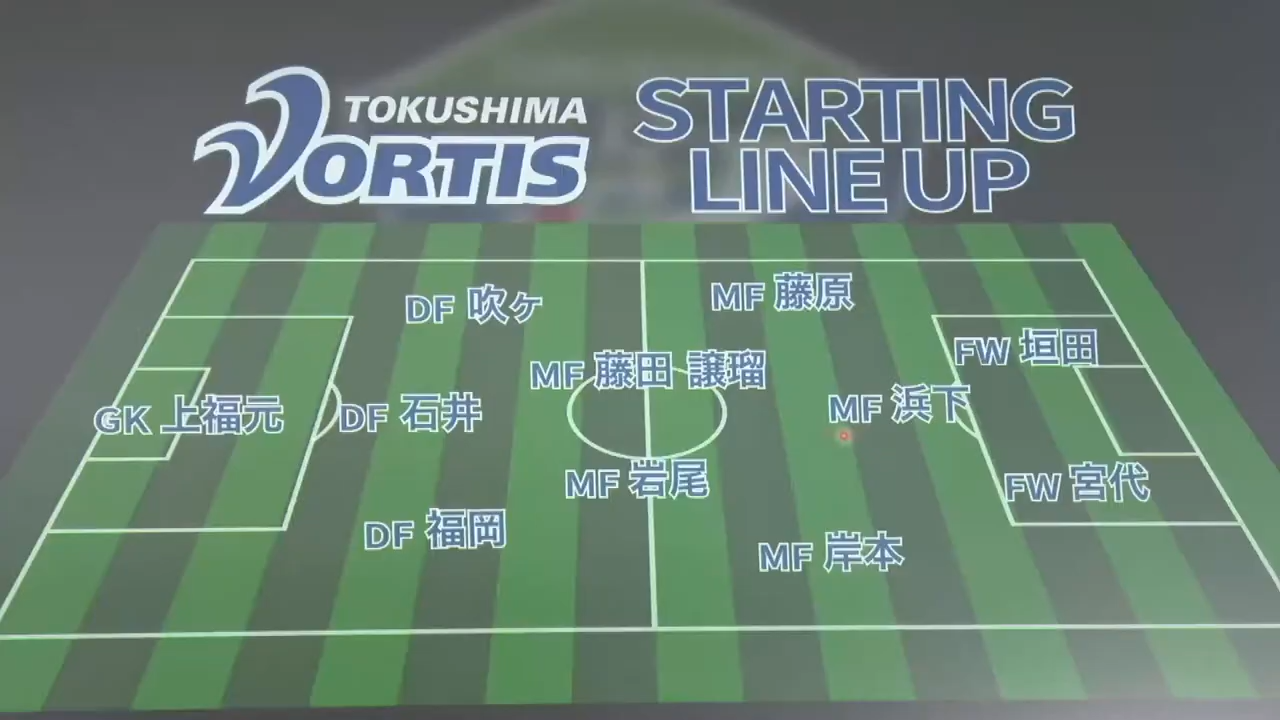 TOKUSHIMA
VORTIS
STARTING
LINE UP
DF 吹ヶ
MF 藤原
FW 垣田
MF 藤田 譲瑠
GK 上福元
DF 石井
MF 浜下
MF 岩尾
FW 宮代
DF 福岡
MF 岸本